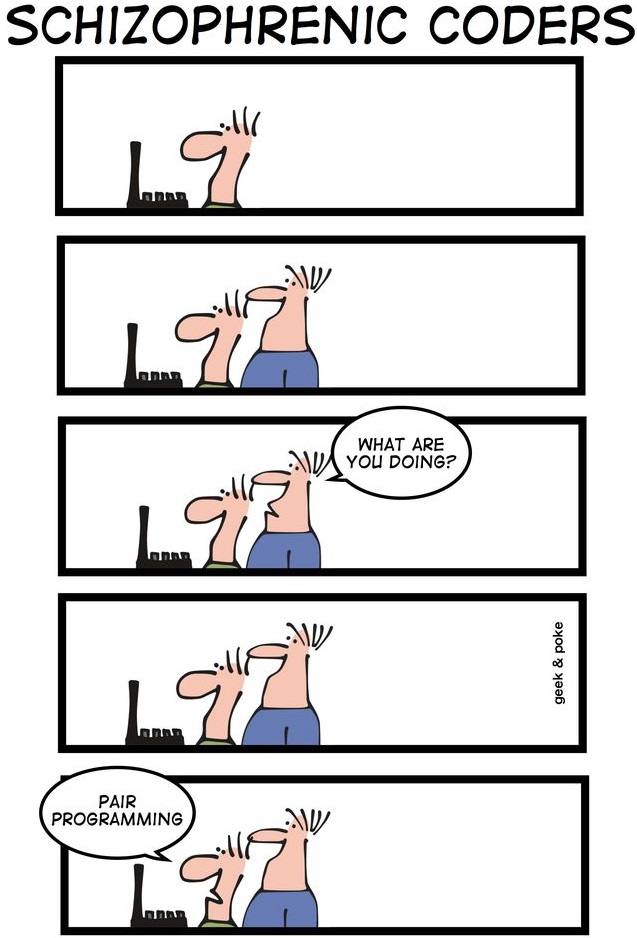 SCHIZOPHRENIC CODERS
WHAT ARE
YOU DOING?
geek & poke
PAIR
PROGRAMMING